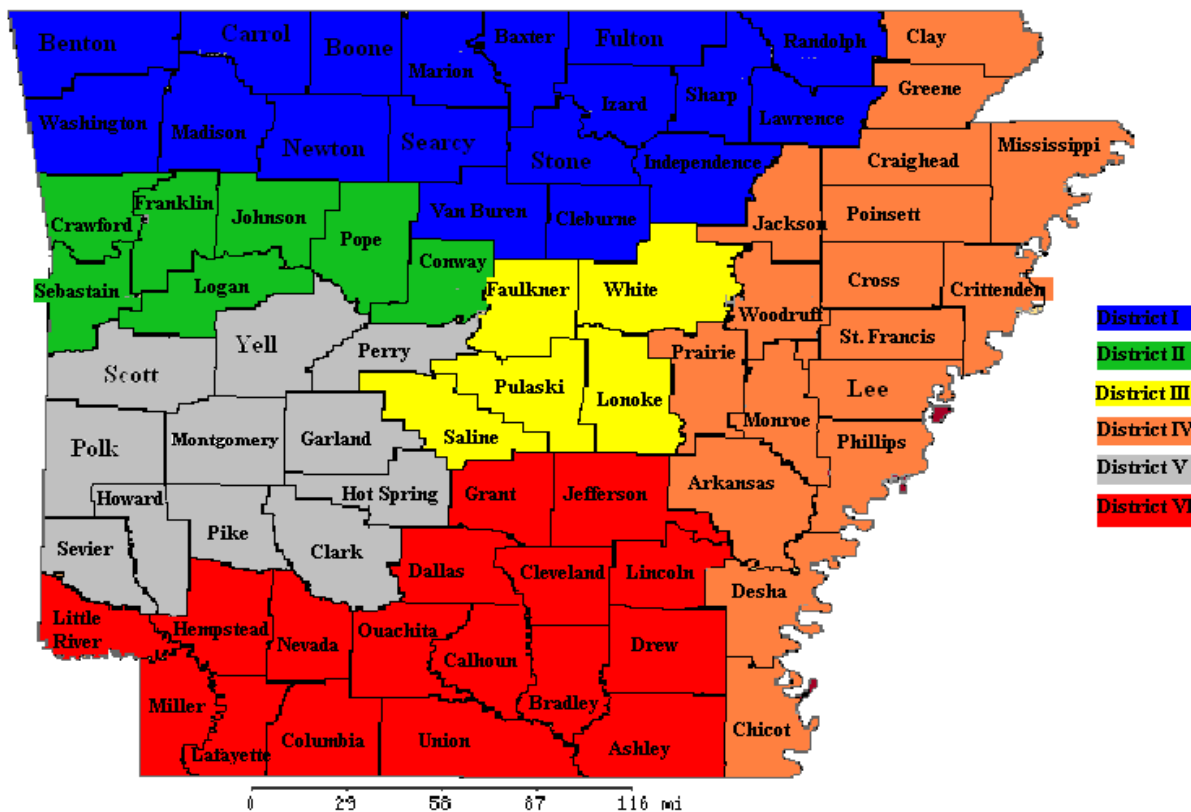 Benton
Carrol
Boone
Marion
Baxter
Fulton
Sharp
Randolph
Clay
Greene
Washington
Madison
Newton
Searcy
Stone
Izard
Independence
Lawrence
Craighead
Mississippi
Crawford
Franklin
Johnson
Pope
Van Buren
Cleburne
Jackson
Poinsett
Sebastain
Logan
Conway
Faulkner
White
Woodruff
Cross
Crittenden
Yell
Perry
Scott
Pulaski
Lonoke
Prairie
St. Francis
Lee
Monroe
Phillips
Polk
Montgomery
Garland
Saline
Howard
Hot Spring
Grant
Jefferson
Arkansas
Sevier
Pike
Clark
Dallas
Cleveland
Lincoln
Desha
Little
River
Hempstead
Nevada
Ouachita
Calhoun
Bradley
Drew
Miller
Lafayette
Columbia
Union
Ashley
Chicot
District I
District II
District III
District IV
District V
District VI
0 29 58 87 116 mi